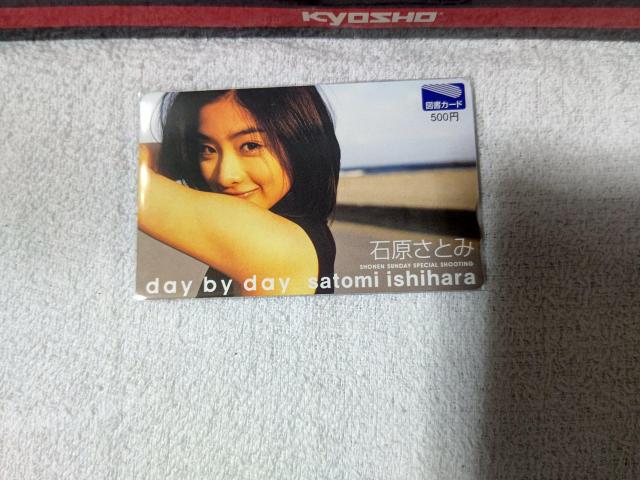 KYOSHO
図書カード
500円
石原さとみ
SHONEN SUNDAY SPECIAL SHOOTING
day by day satomi ishihara